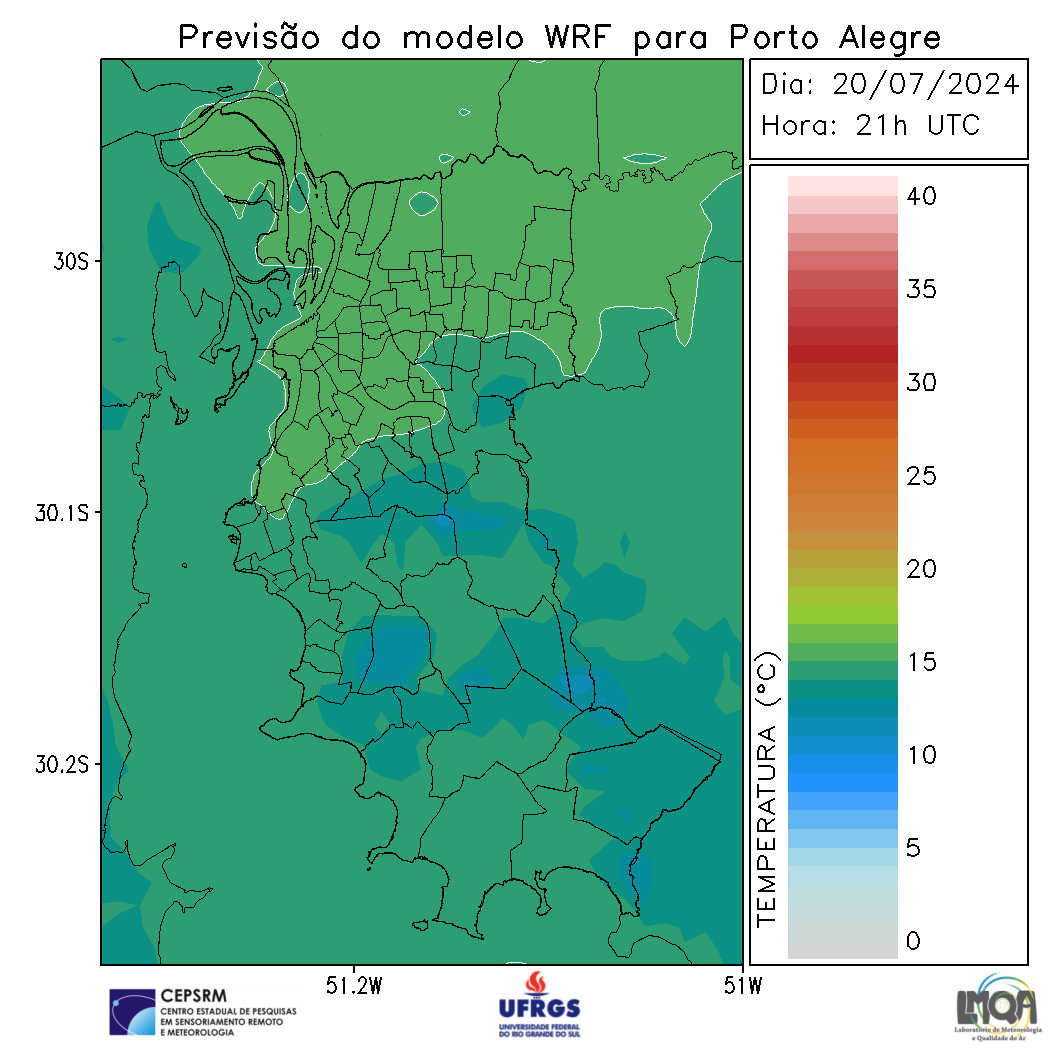 Previsão do modelo WRF para Porto Alegre
Dia: 20/07/2024
Hora: 21h UTC
40
35
30
25
20
15
10
5
0
TEMPERATURA (°C)
30S
30.1S
30.2S
51.2W
51W
CEPSRM
CENTRO ESTADUAL DE PESQUISAS
EM SENSORIAMENTO REMOTO
E METEOROLOGIA
UFRGS
UNIVERSIDADE FEDERAL
DO RIO GRANDE DO SUL
LMQA
Laboratório de Meteorologia
e Qualidade do Ar